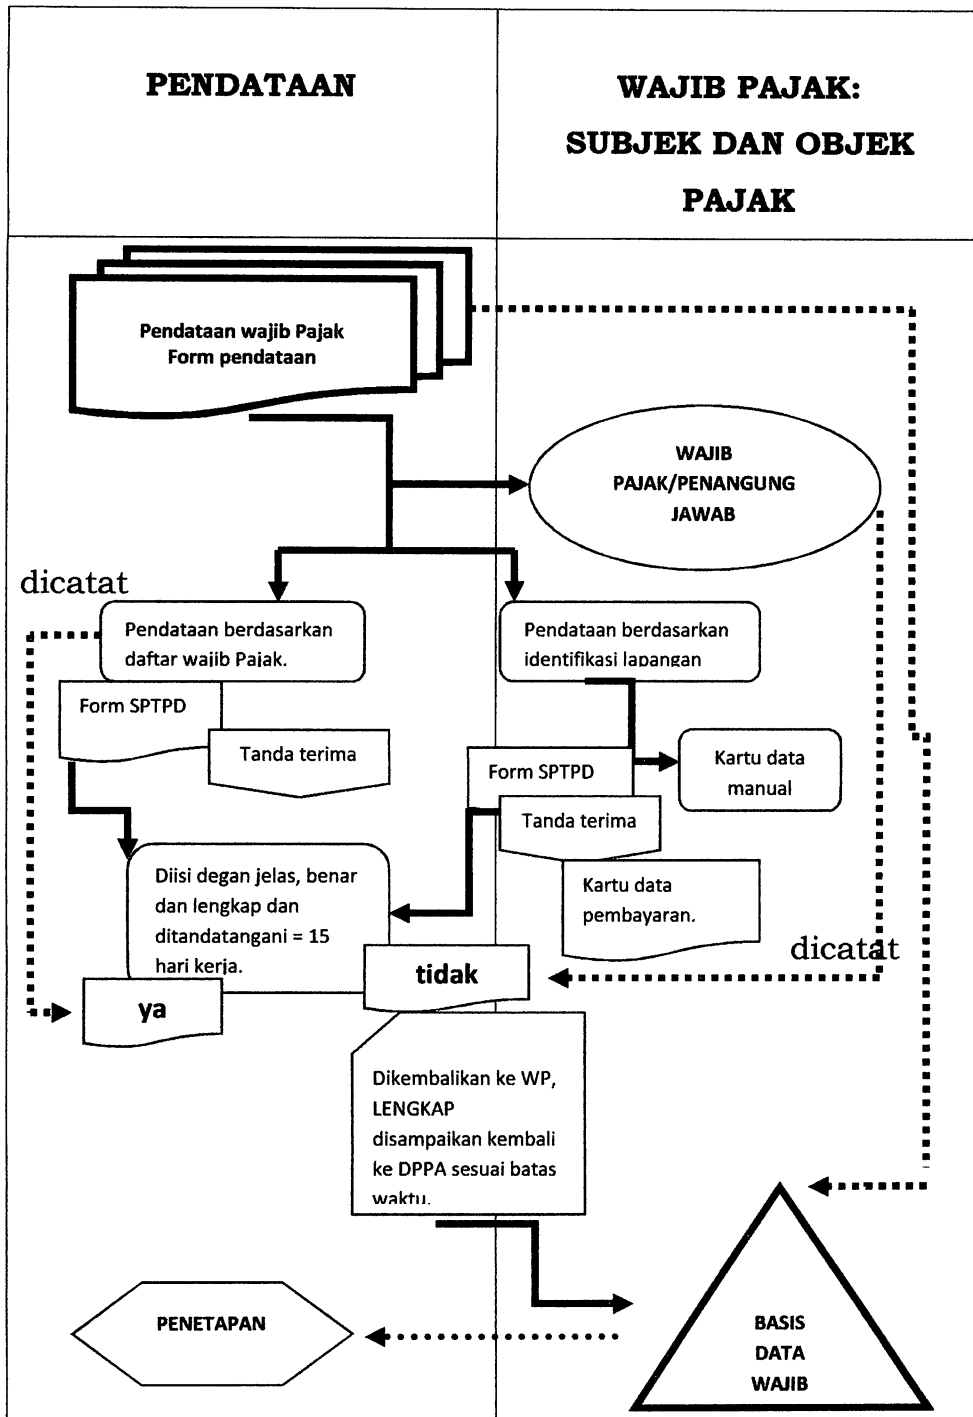 PENDATAAN
WAJIB PAJAK:
SUBJEK DAN OBJEK
PAJAK
Pendataan wajib Pajak
Form pendataan
WAJIB
PAJAK/PENANGUNG
JAWAB
dicatat
Pendataan berdasarkan
daftar wajib Pajak.
Pendataan berdasarkan
identifikasi lapangan
Form SPTPD
Tanda terima
Form SPTPD
Kartu data
manual
Tanda terima
Diisi degan jelas, benar
dan lengkap dan
ditandatangani = 15
hari kerja.
Kartu data
pembayaran.
dicatat
tidak
ya
Dikembalikan ke WP,
LENGKAP
disampaikan kembali
ke DPPA sesuai batas
waktu.
PENETAPAN
BASIS
DATA
WAJIB